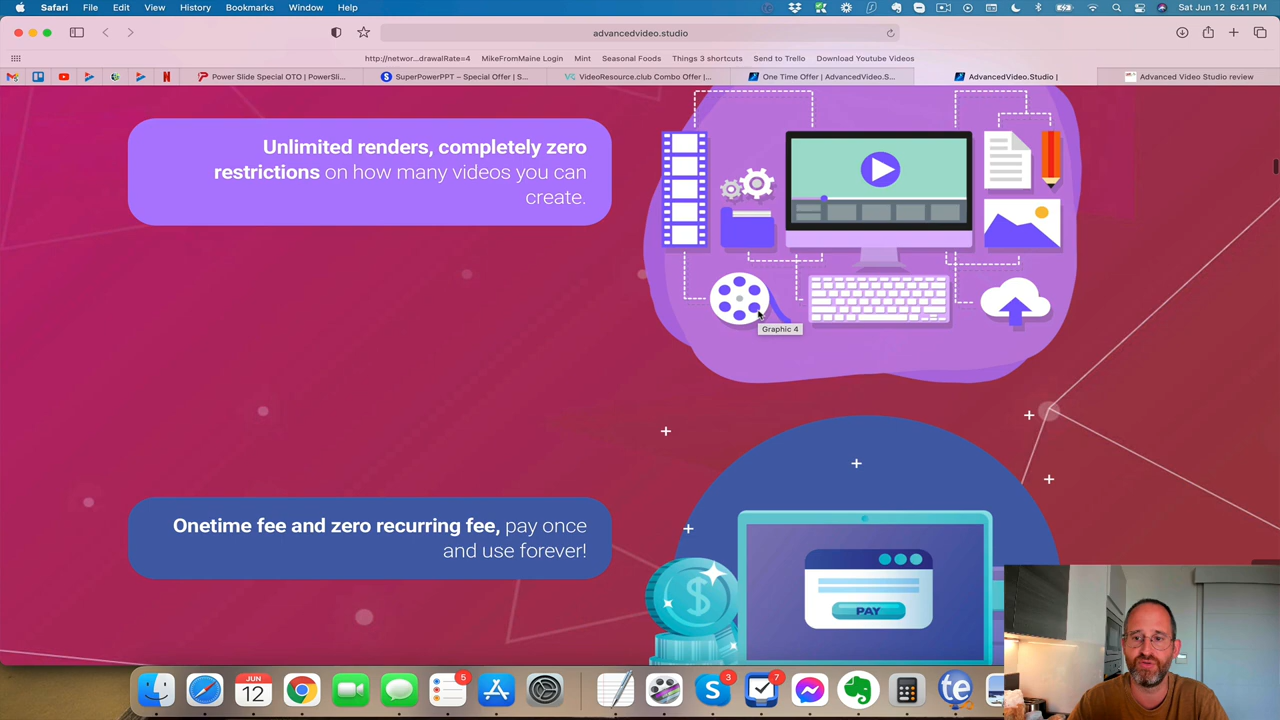 Safari File Edit View History Bookmarks Window Help
Sat Jun 12 6:41 PM
advancedvideo.studio
http://networ...drawalRate=4 MikeFromMaine Login Mint Seasonal Foods Things 3 shortcuts Send to Trello Download Youtube Videos
Power Slide Special OTO | PowerSli... SuperPowerPPT – Special Offer | S... VideoResource.club Combo Offer |... One Time Offer | AdvancedVideo.S... AdvancedVideo.Studio | Advanced Video Studio review
Unlimited renders, completely zero
restrictions on how many videos you can
create.
Graphic 4
Onetime fee and zero recurring fee, pay once
and use forever!
$
PAY
JUN
12
5
3
7
te